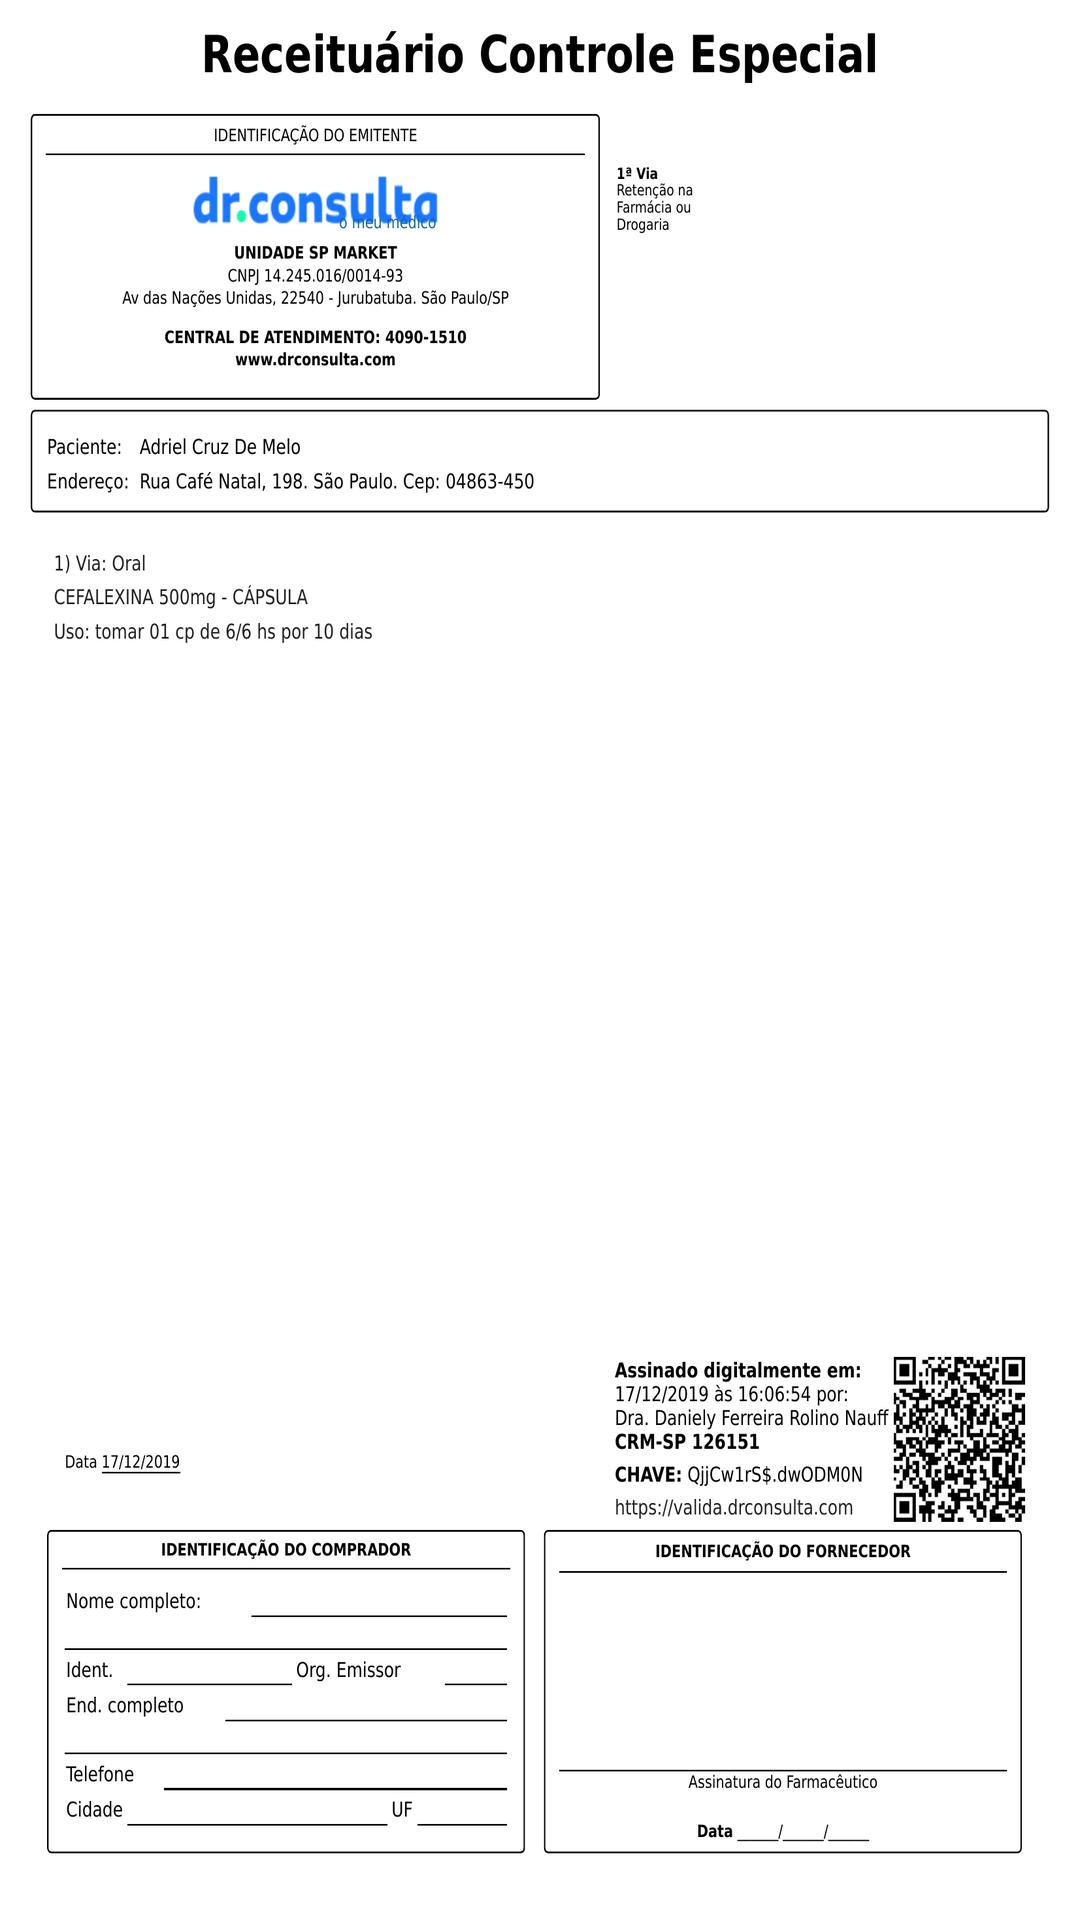 Receituário Controle Especial
IDENTIFICAÇÃO DO EMITENTE
dr.consulta
o meu médico
UNIDADE SP MARKET
CNPJ 14.245.016/0014-93
Av das Nações Unidas, 22540 - Jurubatuba. São Paulo/SP
CENTRAL DE ATENDIMENTO: 4090-1510
www.drconsulta.com
1ª Via
Retenção na
Farmácia ou
Drogaria
Paciente: Adriel Cruz De Melo
Endereço: Rua Café Natal, 198. São Paulo. Cep: 04863-450
1) Via: Oral
CEFALEXINA 500mg - CÁPSULA
Uso: tomar 01 cp de 6/6 hs por 10 dias
Assinado digitalmente em:
17/12/2019 às 16:06:54 por:
Dra. Daniely Ferreira Rolino Nauff
CRM-SP 126151
CHAVE: QjjCw1rS$.dwODM0N
https://valida.drconsulta.com
Data 17/12/2019
IDENTIFICAÇÃO DO COMPRADOR
Nome completo:
Ident. Org. Emissor
End. completo
Telefone
Cidade UF
IDENTIFICAÇÃO DO FORNECEDOR
Assinatura do Farmacêutico
Data _____/_____/_____